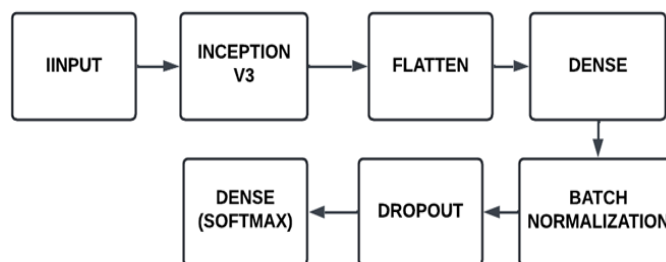 IINPUT
INCEPTION
V3
FLATTEN
DENSE
BATCH
NORMALIZATION
DROPOUT
DENSE
(SOFTMAX)